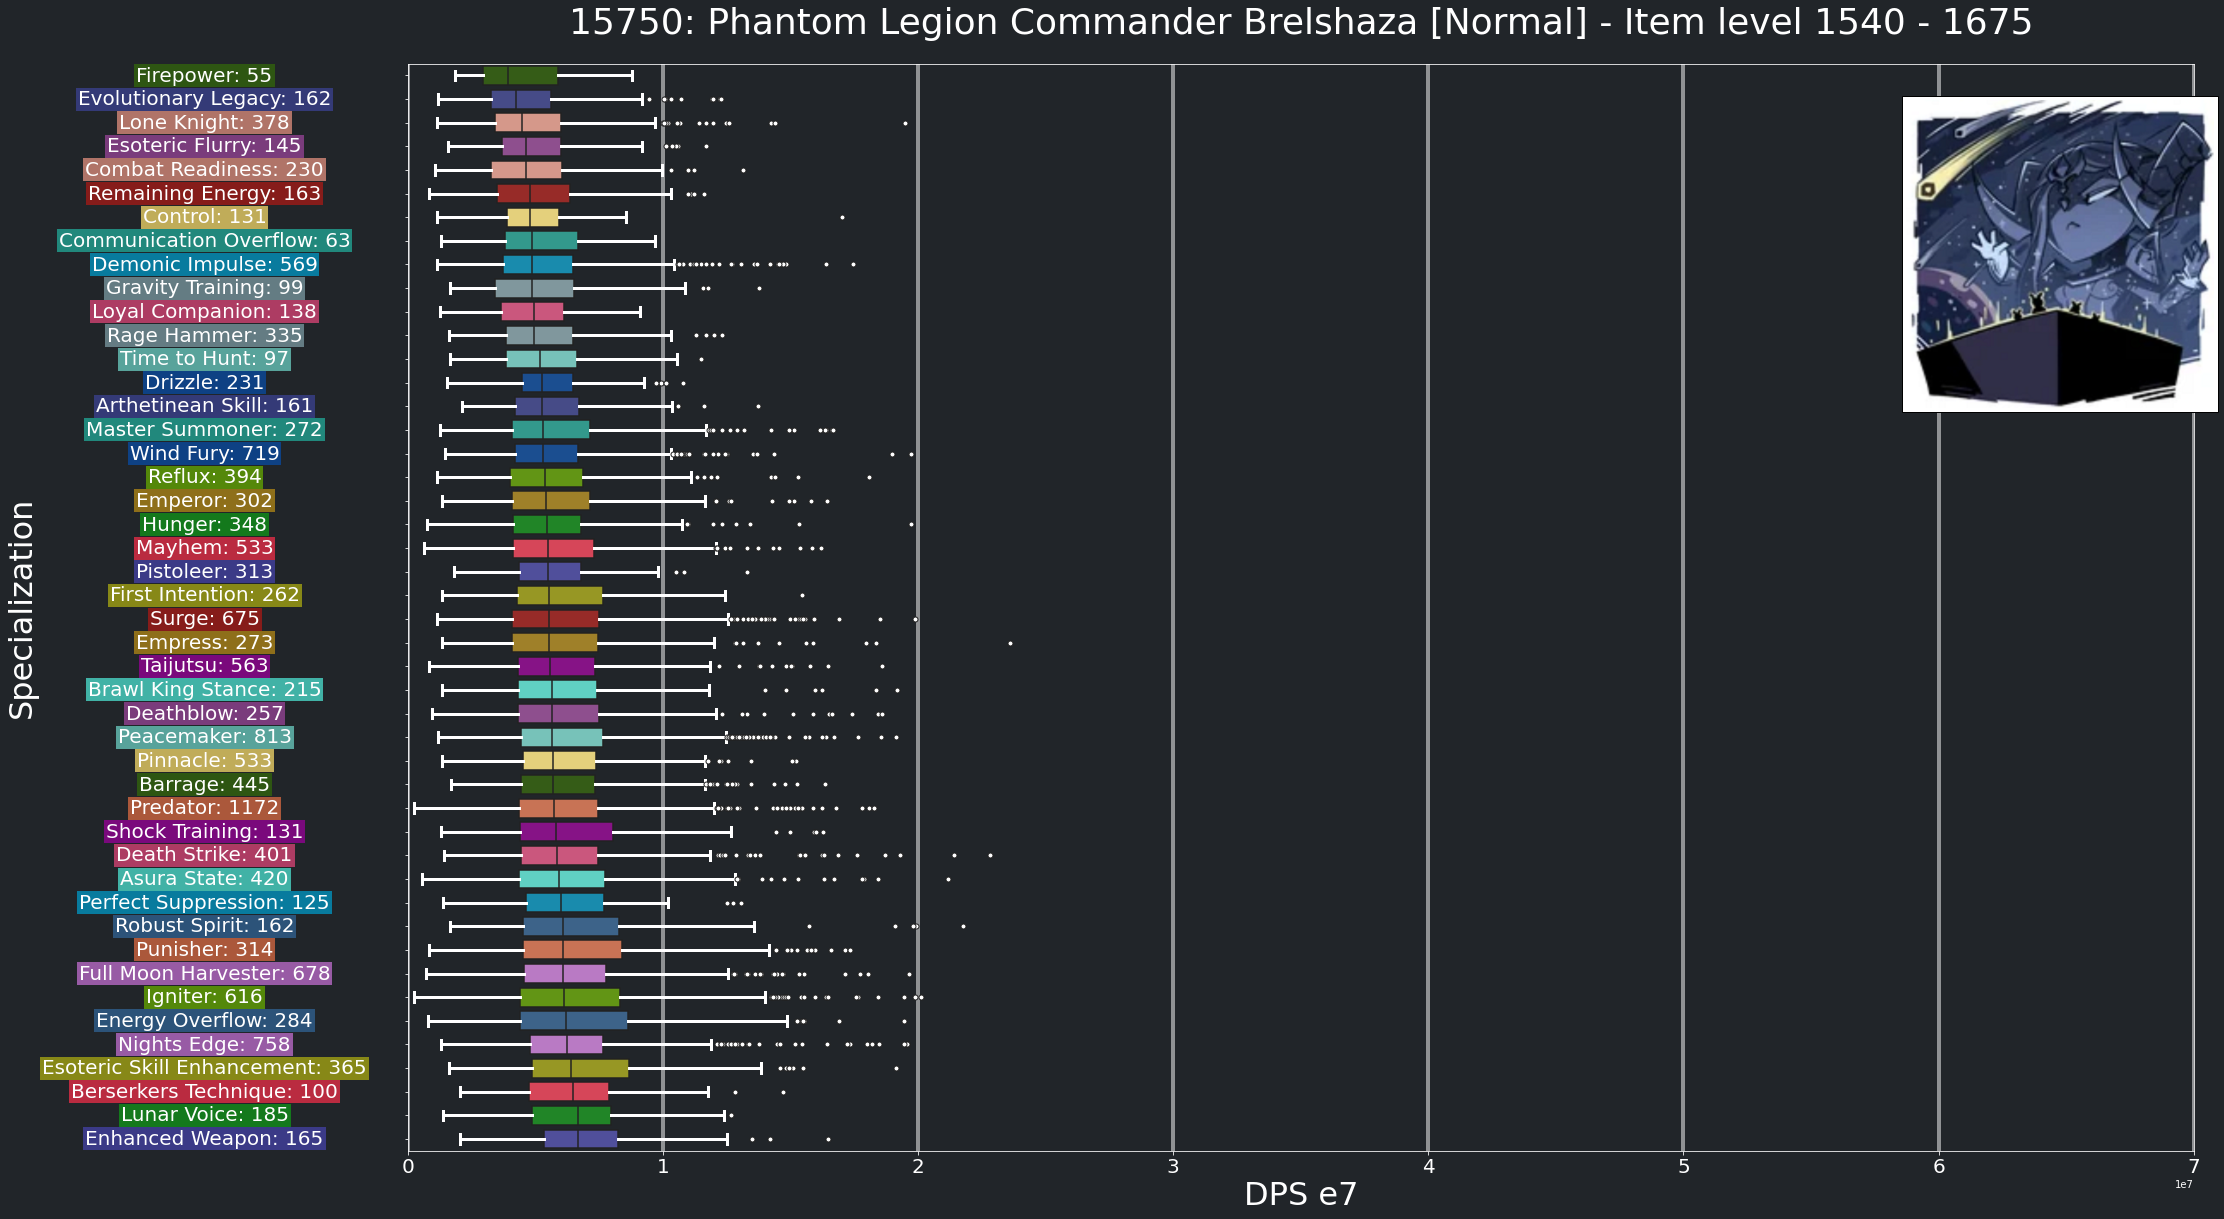 15750: Phantom Legion Commander Brelshaza [Normal] - Item level 1540 - 1675
Firepower: 55
Evolutionary Legacy: 162
Lone Knight: 378
Esoteric Flurry: 145
Combat Readiness: 230
Remaining Energy: 163
Control: 131
Communication Overflow: 63
Demonic Impulse: 569
Gravity Training: 99
Loyal Companion: 138
Rage Hammer: 335
Time to Hunt: 97
Drizzle: 231
Arthetinean Skill: 161
Master Summoner: 272
Wind Fury: 719
Reflux: 394
Emperor: 302
Hunger: 348
Mayhem: 533
Pistoleer: 313
First Intention: 262
Surge: 675
Empress: 273
Taijutsu: 563
Brawl King Stance: 215
Deathblow: 257
Peacemaker: 813
Pinnacle: 533
Barrage: 445
Predator: 1172
Shock Training: 131
Death Strike: 401
Asura State: 420
Perfect Suppression: 125
Robust Spirit: 162
Punisher: 314
Full Moon Harvester: 678
Igniter: 616
Energy Overflow: 284
Nights Edge: 758
Esoteric Skill Enhancement: 365
Berserkers Technique: 100
Lunar Voice: 185
Enhanced Weapon: 165
Specialization
0 1 2 3 4 5 6 7
1e7
DPS e7